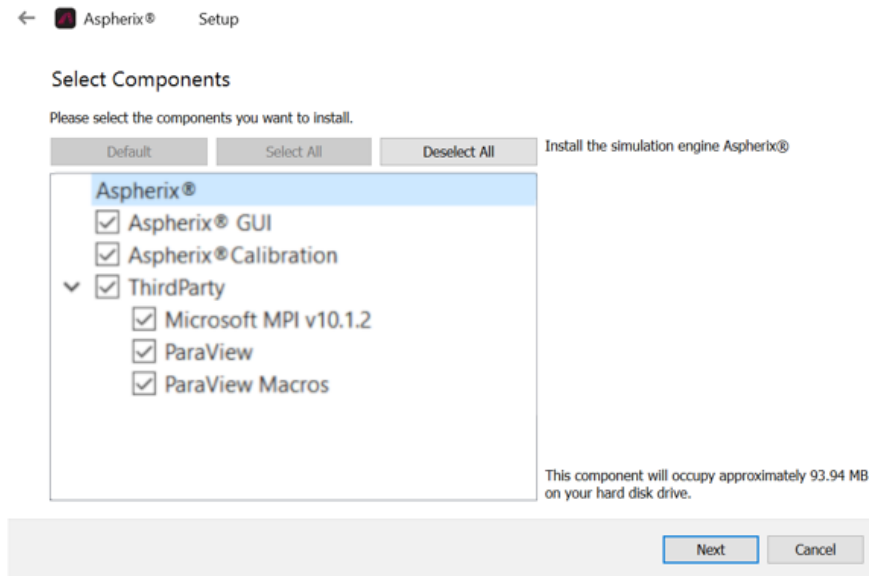 Aspherix® Setup
Select Components
Please select the components you want to install.
Default Select All Deselect All
Install the simulation engine Aspherix®
Aspherix®
Aspherix® GUI
Aspherix®Calibration
ThirdParty
Microsoft MPI v10.1.2
ParaView
ParaView Macros
This component will occupy approximately 93.94 MB
on your hard disk drive.
Next Cancel